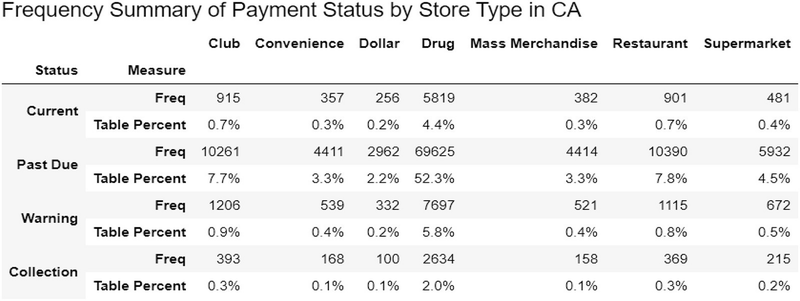 Frequency Summary of Payment Status by Store Type in CA
Club Convenience Dollar Drug Mass Merchandise Restaurant Supermarket
Status Measure
Current Freq 915 357 256 5819 382 901 481
Table Percent 0.7% 0.3% 0.2% 4.4% 0.3% 0.7% 0.4%
Past Due Freq 10261 4411 2962 69625 4414 10390 5932
Table Percent 7.7% 3.3% 2.2% 52.3% 3.3% 7.8% 4.5%
Warning Freq 1206 539 332 7697 521 1115 672
Table Percent 0.9% 0.4% 0.2% 5.8% 0.4% 0.8% 0.5%
Collection Freq 393 168 100 2634 158 369 215
Table Percent 0.3% 0.1% 0.1% 2.0% 0.1% 0.3% 0.2%